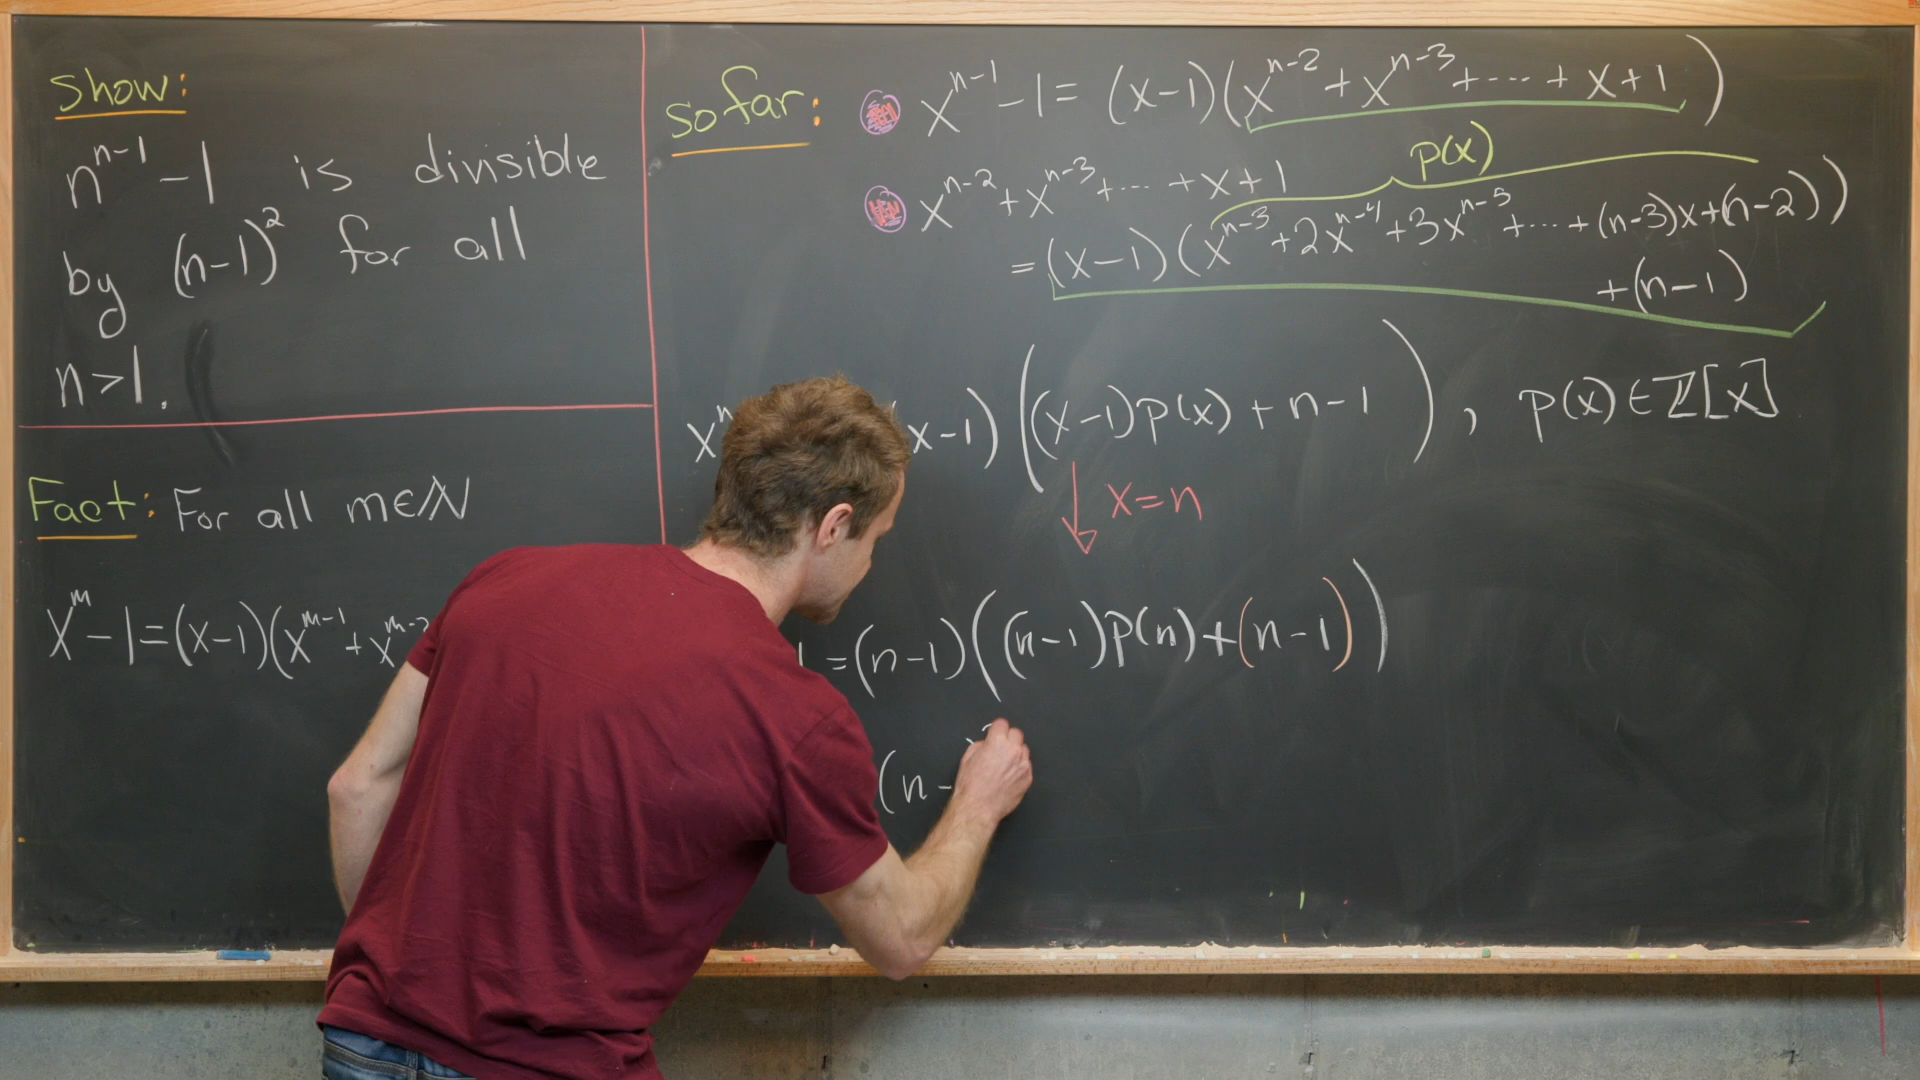 Show:
n^{n-1} -1 is divisible
by (n-1)^2 for all
n>1.
Fact: For all m∈ℕ
x^m -1=(x-1)(x^{m-1}+x^{m-2}
so far: x^{n-1} -1= (x-1)(x^{n-2}+x^{n-3}+····+x+1)
p(x)
x^{n-2}+x^{n-3}+···+x+1
=(x-1)(x^{n-3}+2x^{n-4}+3x^{n-5}+···+(n-3)x+(n-2))
+(n-1)
x x-1)((x-1)p(x)+n-1), p(x)∈ℤ[x]
↓ x=n
1 =(n-1)((n-1)p(n)+(n-1))
(n-